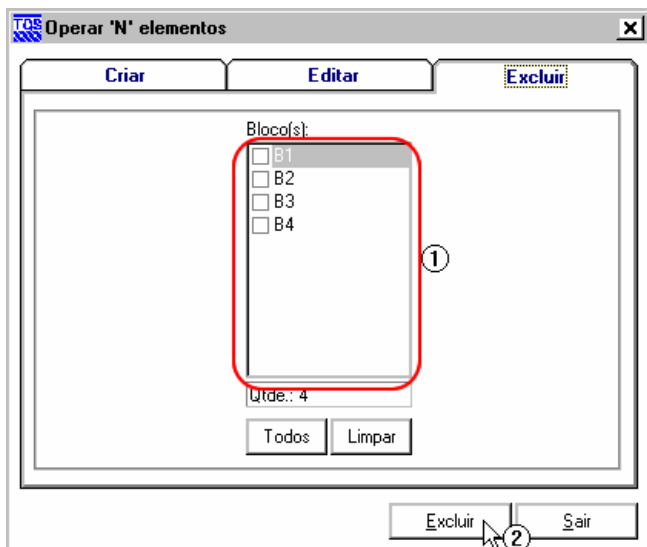 TQS Operar 'N' elementos
Criar Editar Excluir
Bloco(s):
B1
B2
B3
B4
1
Qtde.: 4
Todos Limpar
Excluir Sair
2